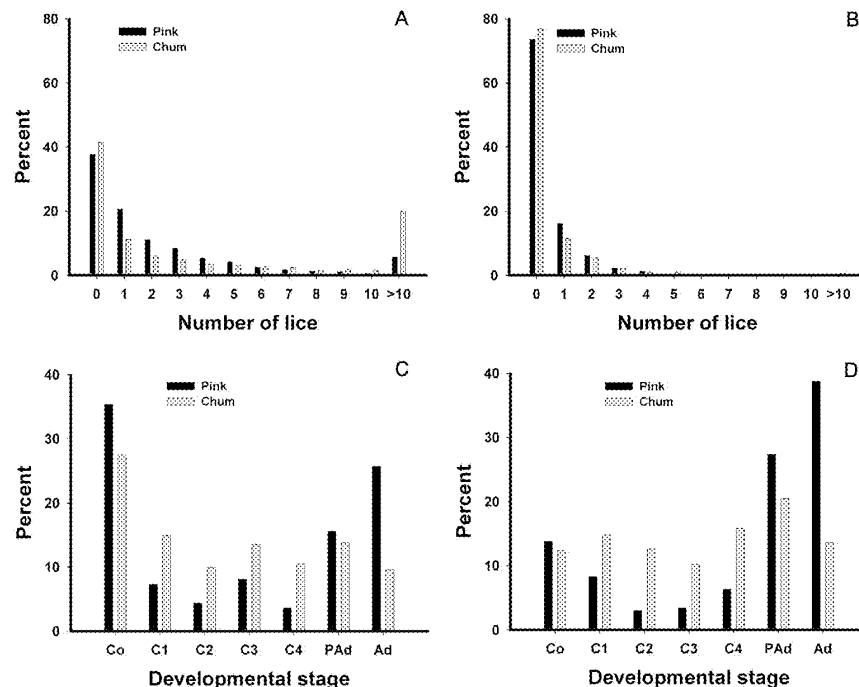 A
80
60
40
20
0
Percent
Pink
Chum
0 1 2 3 4 5 6 7 8 9 10 >10
Number of lice
B
80
60
40
20
0
Percent
Pink
Chum
0 1 2 3 4 5 6 7 8 9 10 >10
Number of lice
C
40
30
20
10
0
Percent
Pink
Chum
Co C1 C2 C3 C4 PAd Ad
Developmental stage
D
40
30
20
10
0
Percent
Pink
Chum
Co C1 C2 C3 C4 PAd Ad
Developmental stage